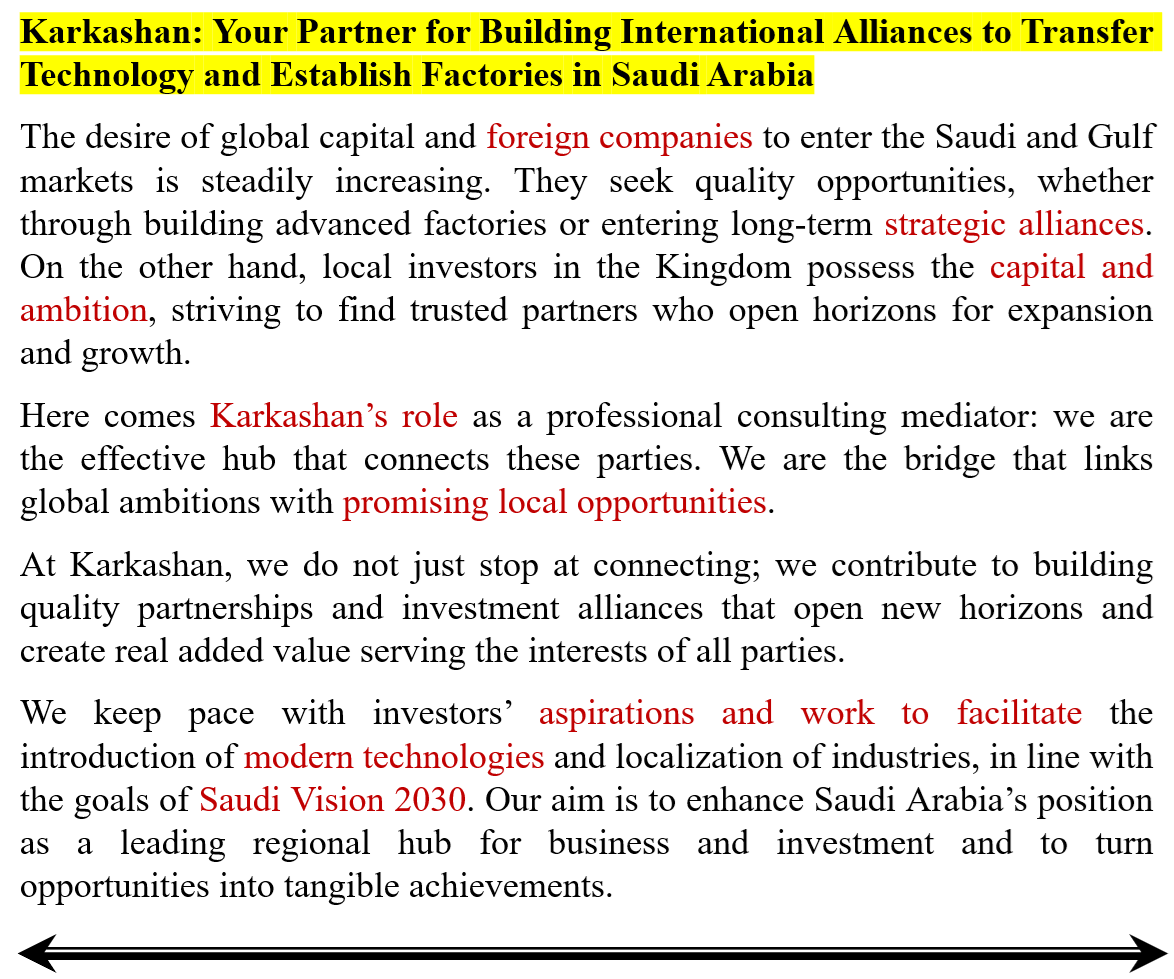 Karkashan: Your Partner for Building International Alliances to Transfer
Technology and Establish Factories in Saudi Arabia
The desire of global capital and foreign companies to enter the Saudi and Gulf
markets is steadily increasing. They seek quality opportunities, whether
through building advanced factories or entering long-term strategic alliances.
On the other hand, local investors in the Kingdom possess the capital and
ambition, striving to find trusted partners who open horizons for expansion
and growth.
Here comes Karkashan’s role as a professional consulting mediator: we are
the effective hub that connects these parties. We are the bridge that links
global ambitions with promising local opportunities.
At Karkashan, we do not just stop at connecting; we contribute to building
quality partnerships and investment alliances that open new horizons and
create real added value serving the interests of all parties.
We keep pace with investors’ aspirations and work to facilitate the
introduction of modern technologies and localization of industries, in line with
the goals of Saudi Vision 2030. Our aim is to enhance Saudi Arabia’s position
as a leading regional hub for business and investment and to turn
opportunities into tangible achievements.